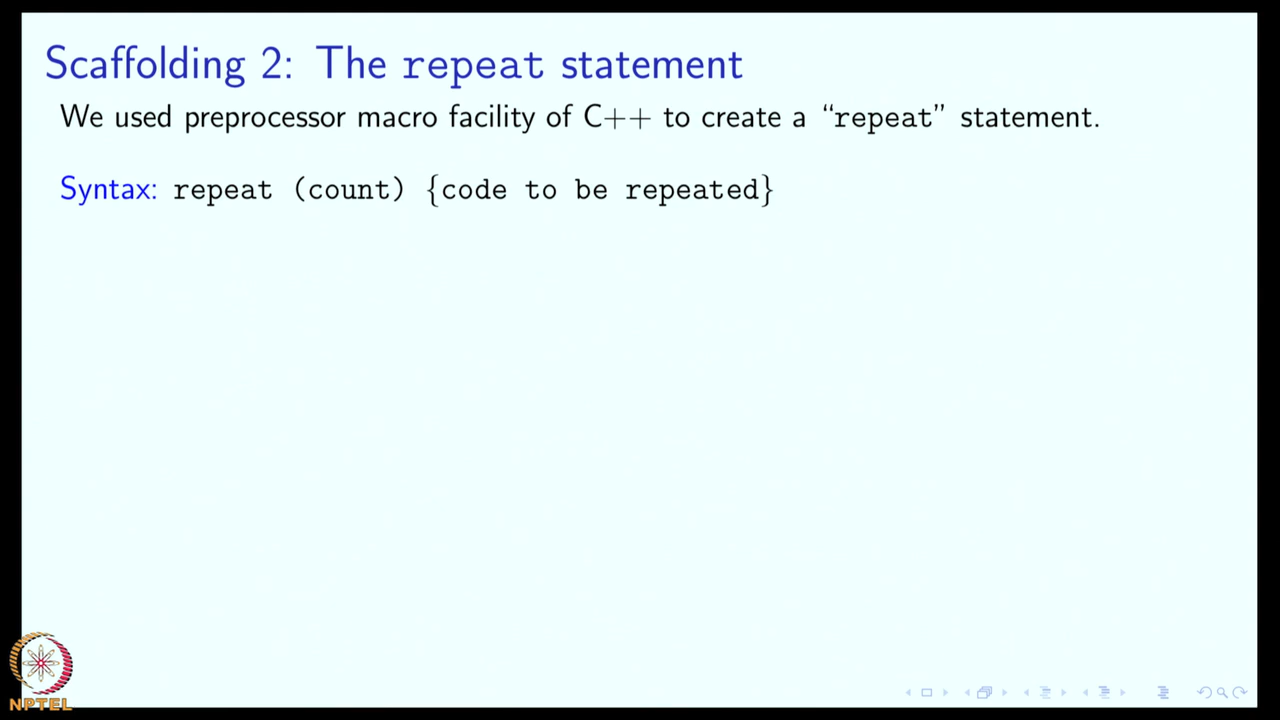 Scaffolding 2: The repeat statement
We used preprocessor macro facility of C++ to create a “repeat” statement.
Syntax: repeat (count) {code to be repeated}
NPTEL